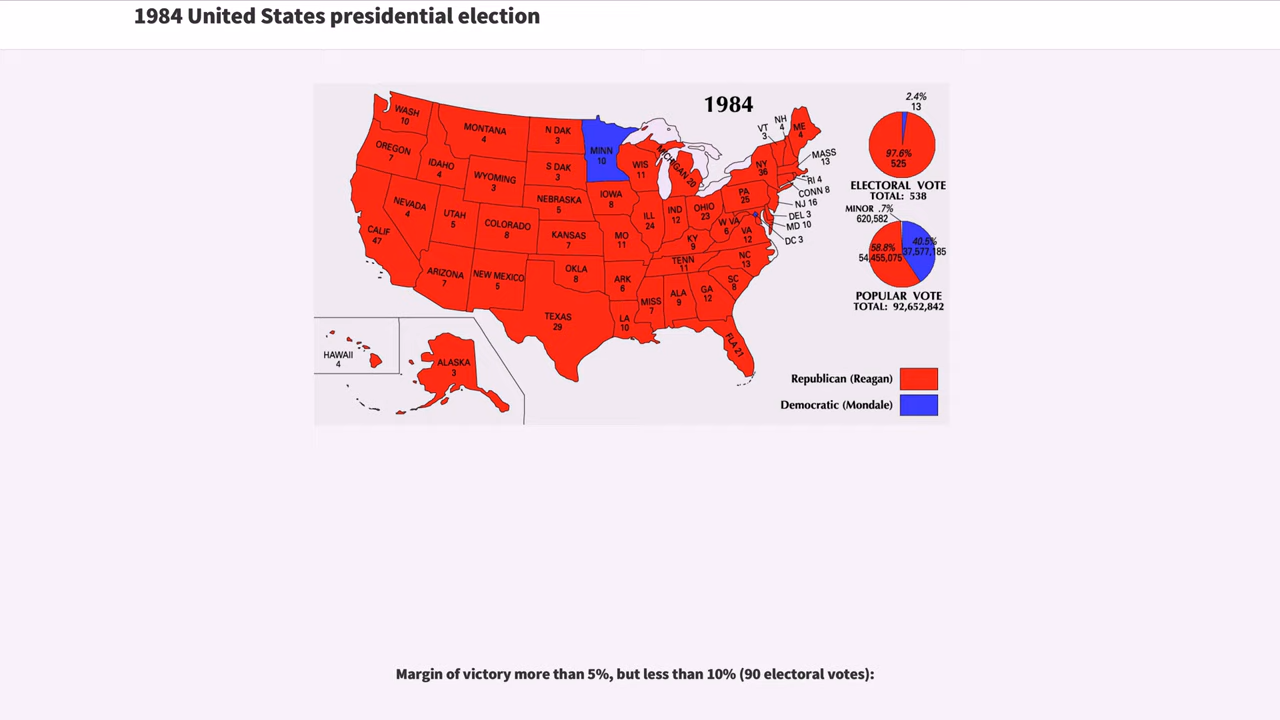 1984 United States presidential election
1984
WASH
10
OREGON
7
CALIF
47
NEVADA
4
IDAHO
4
MONTANA
4
WYOMING
3
UTAH
5
COLORADO
8
ARIZONA
7
NEW MEXICO
5
N DAK
3
S DAK
3
NEBRASKA
5
KANSAS
7
OKLA
8
TEXAS
29
MINN
10
IOWA
8
MO
11
ARK
6
LA
10
WIS
11
ILL
24
MICHIGAN 20
IND
12
OHIO
23
KY
9
TENN
11
MISS
7
ALA
9
GA
12
FLA 21
SC
8
NC
13
VA
12
W VA
6
PA
25
NY
36
VT
3
NH
4
ME
4
MASS
13
RI 4
CONN 8
NJ 16
DEL 3
MD 10
DC 3
HAWAII
4
ALASKA
3
2.4%
13
97.6%
525
ELECTORAL VOTE
TOTAL: 538
MINOR .7%
620,582
58.8%
54,455,075
40.5%
37,577,185
POPULAR VOTE
TOTAL: 92,652,842
Republican (Reagan)
Democratic (Mondale)
Margin of victory more than 5%, but less than 10% (90 electoral votes):